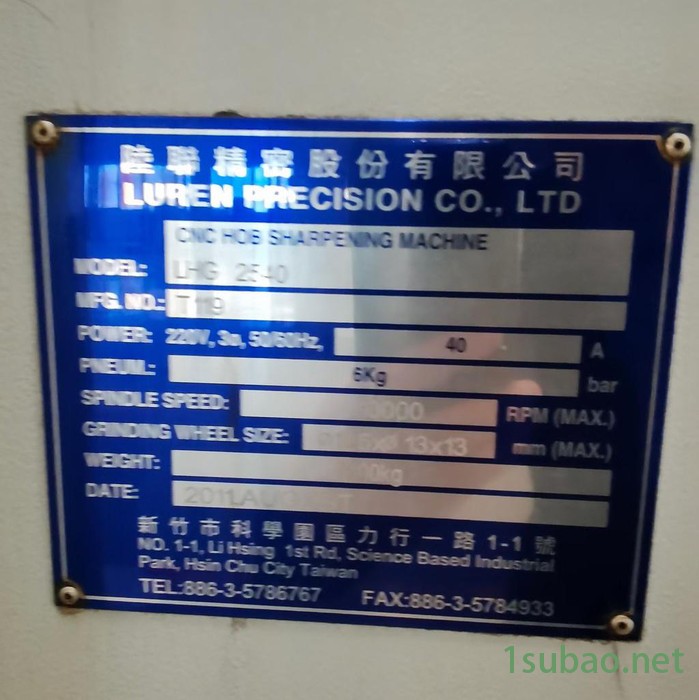 陸聯精密股份有限公司
LUREN PRECISION CO., LTD
CNC HOB SHARPENING MACHINE
MODEL: LHG 2540
MFG. NO.: T119
POWER: 220V, 3ø, 50/60Hz, 40 A
PNEUM.: 6Kg bar
SPINDLE SPEED: RPM (MAX.)
GRINDING WHEEL SIZE: 13x13 mm (MAX.)
WEIGHT:
DATE: 2011.AUG
新竹市科學園區力行一路1-1號
NO. 1-1, Li Hsing 1st Rd, Science Based Industrial
Park, Hsin Chu City Taiwan
TEL:886-3-5786767 FAX:886-3-5784933
1subao.net